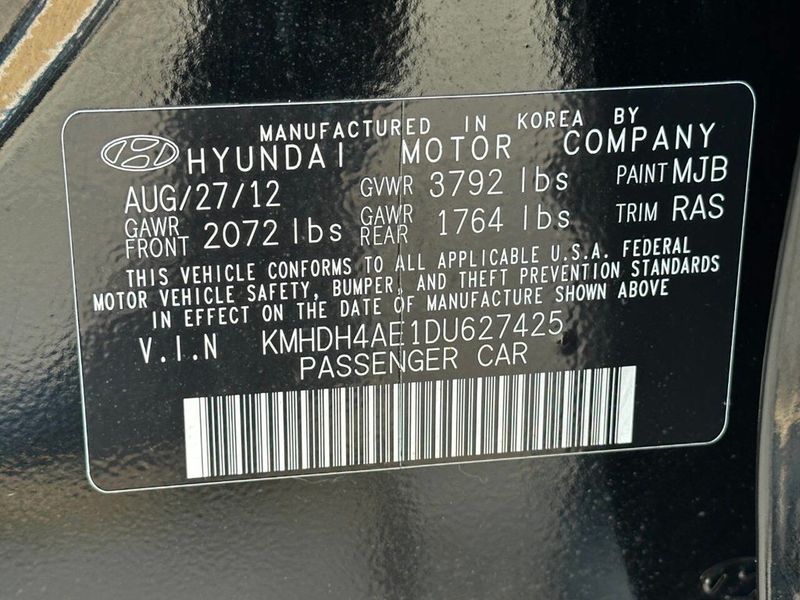 MANUFACTURED IN KOREA BY
HYUNDAI MOTOR COMPANY
AUG/27/12 GVWR 3792 lbs PAINT MJB
GAWR FRONT 2072 lbs GAWR REAR 1764 lbs TRIM RAS
THIS VEHICLE CONFORMS TO ALL APPLICABLE U.S.A. FEDERAL
MOTOR VEHICLE SAFETY, BUMPER, AND THEFT PREVENTION STANDARDS
IN EFFECT ON THE DATE OF MANUFACTURE SHOWN ABOVE
V.I.N KMHDH4AE1DU627425
PASSENGER CAR